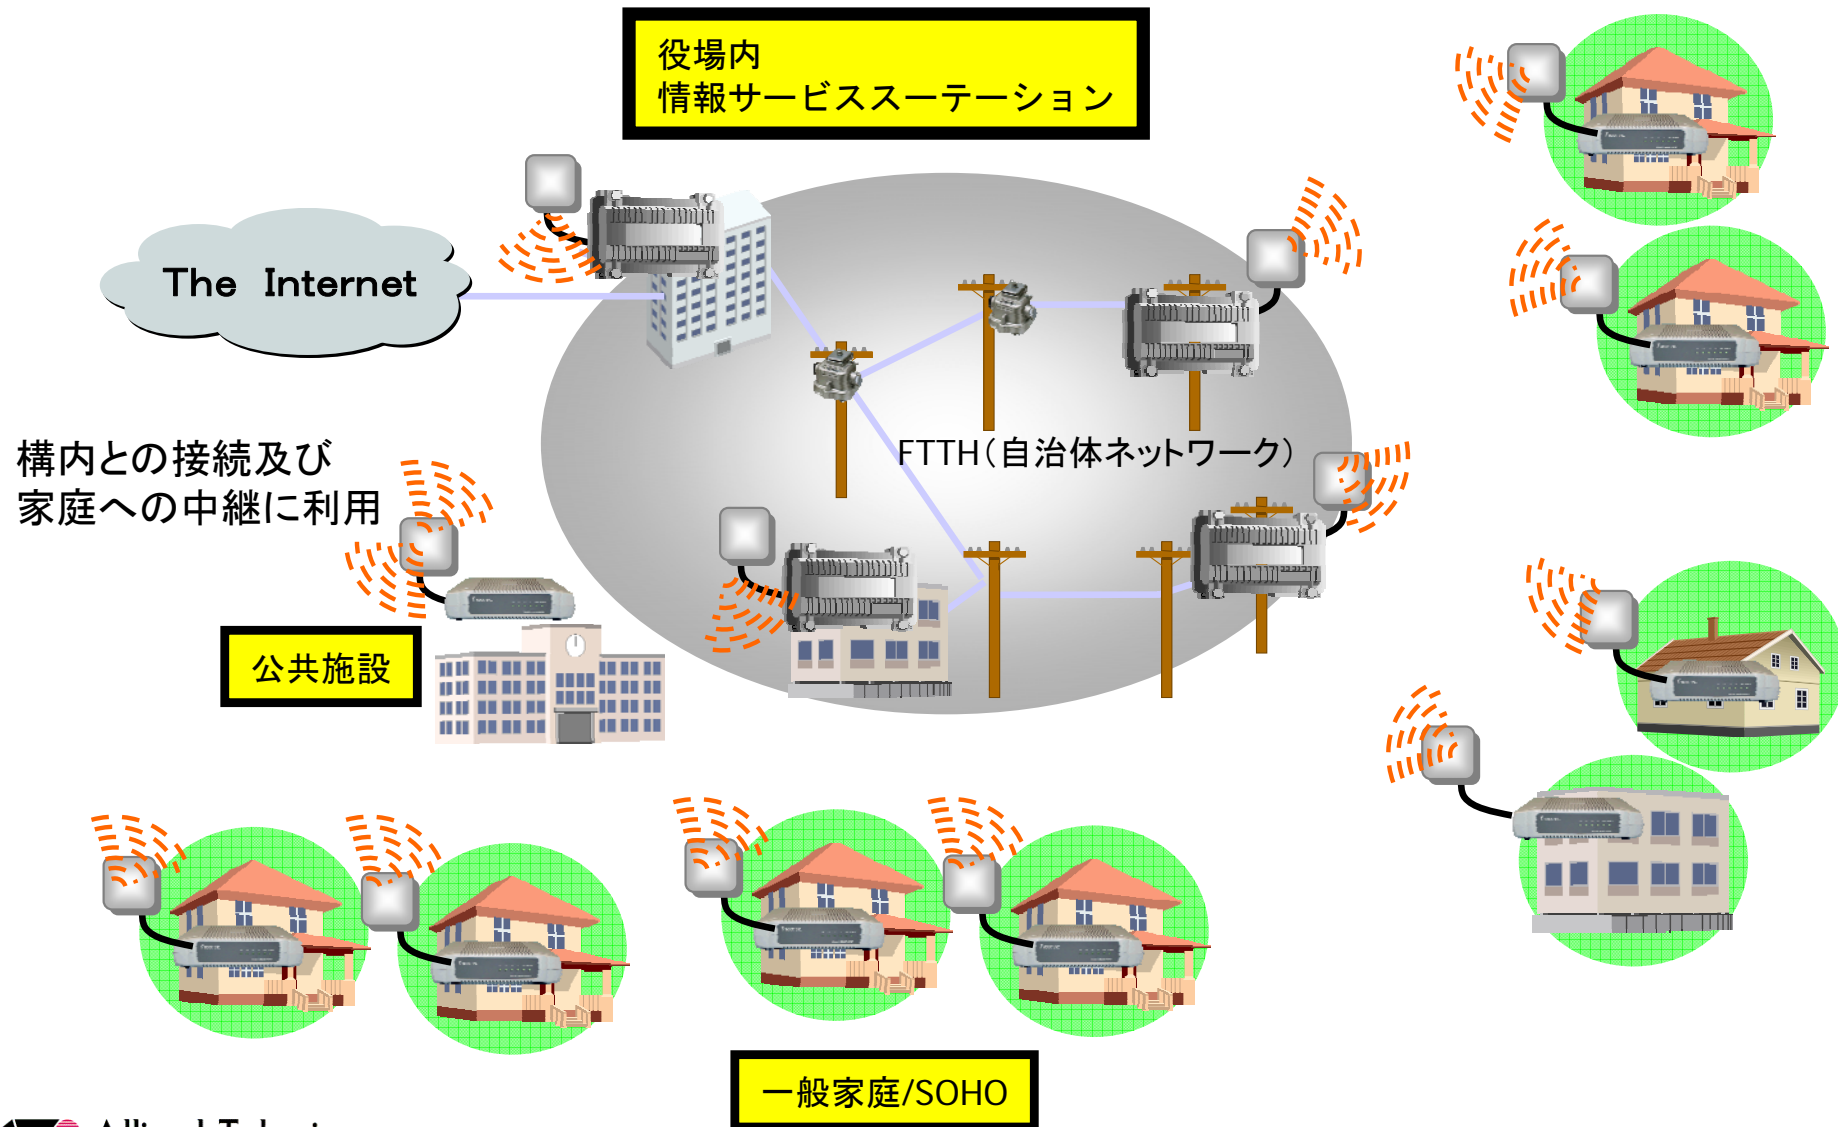 役場内
情報サービススーテーション
The Internet
FTTH(自治体ネットワーク)
構内との接続及び
家庭への中継に利用
公共施設
一般家庭/SOHO